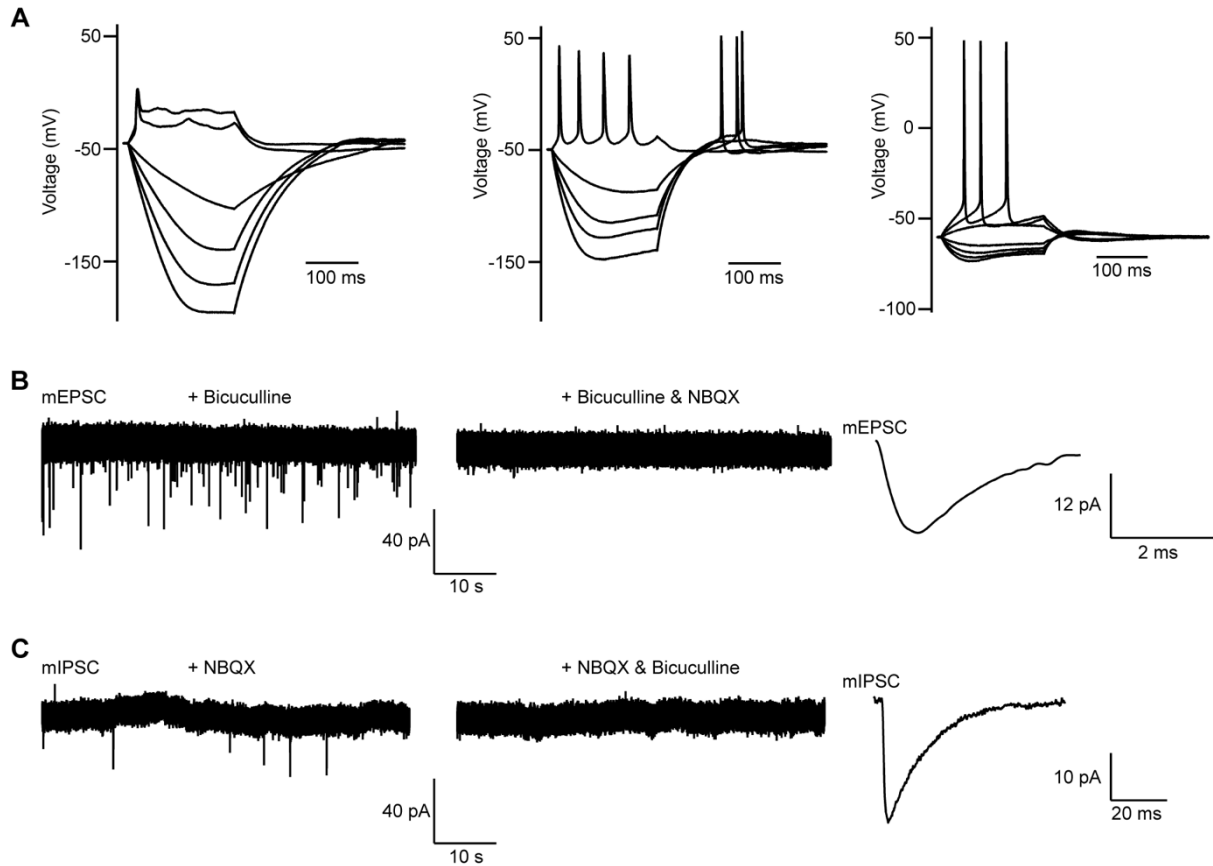 A
50
-50
-150
Voltage (mV)
100 ms
50
-50
-150
Voltage (mV)
100 ms
50
0
-50
-100
Voltage (mV)
100 ms
B
mEPSC + Bicuculline
+ Bicuculline & NBQX
mEPSC
40 pA
10 s
12 pA
2 ms
C
mIPSC + NBQX
+ NBQX & Bicuculline
mIPSC
40 pA
10 s
10 pA
20 ms